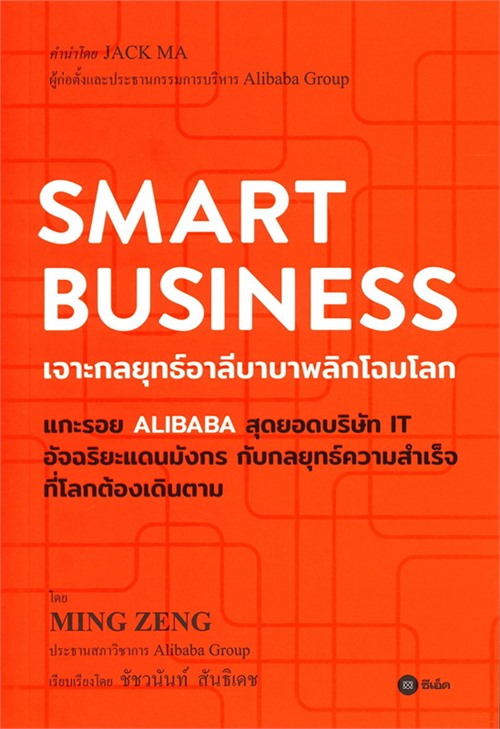 คำนำโดย JACK MA
ผู้ก่อตั้งและประธานกรรมการบริหาร Alibaba Group
SMART
BUSINESS
เจาะกลยุทธ์อาลีบาบาพลิกโฉมโลก
แกะรอย ALIBABA สุดยอดบริษัท IT
อัจฉริยะแดนมังกร กับกลยุทธ์ความสำเร็จ
ที่โลกต้องเดินตาม
โดย
MING ZENG
ประธานสภาวิชาการ Alibaba Group
เรียบเรียงโดย ชัชวนันท์ สันธิเดช
ซีเอ็ด